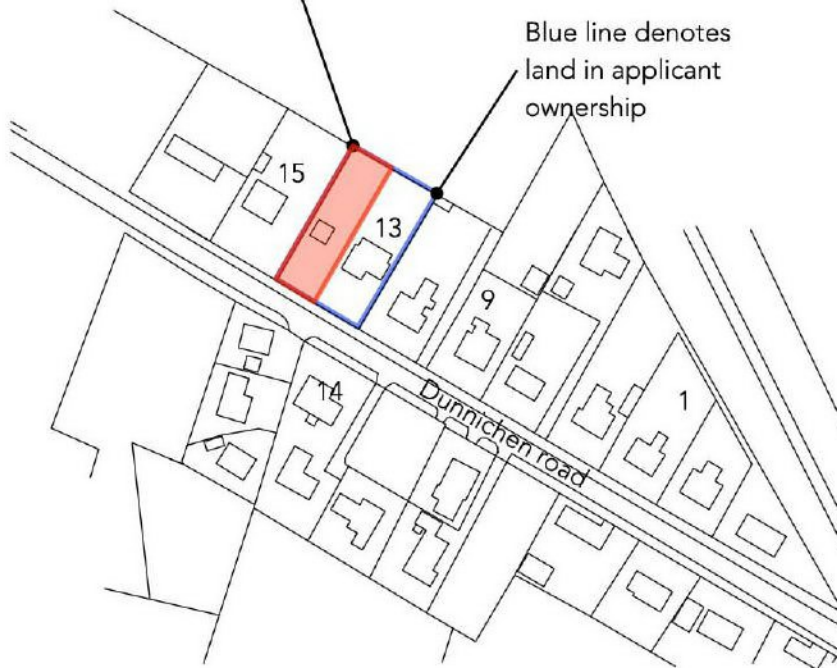 Blue line denotes
land in applicant
ownership
15
13
9
14
1
Dunnichen road